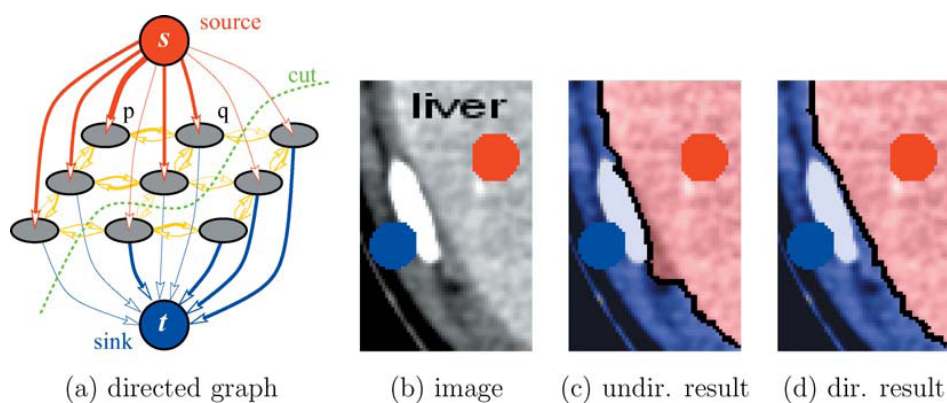 s
source
cut
p
q
t
sink
liver
(a) directed graph
(b) image
(c) undir. result
(d) dir. result